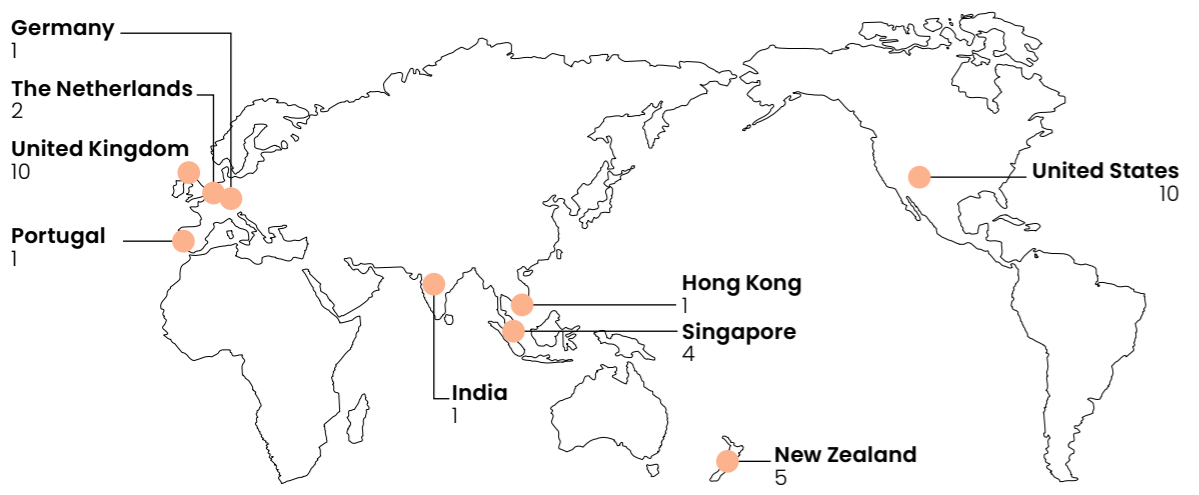 Germany
1
The Netherlands
2
United Kingdom
10
Portugal
1
United States
10
Hong Kong
1
Singapore
4
India
1
New Zealand
5